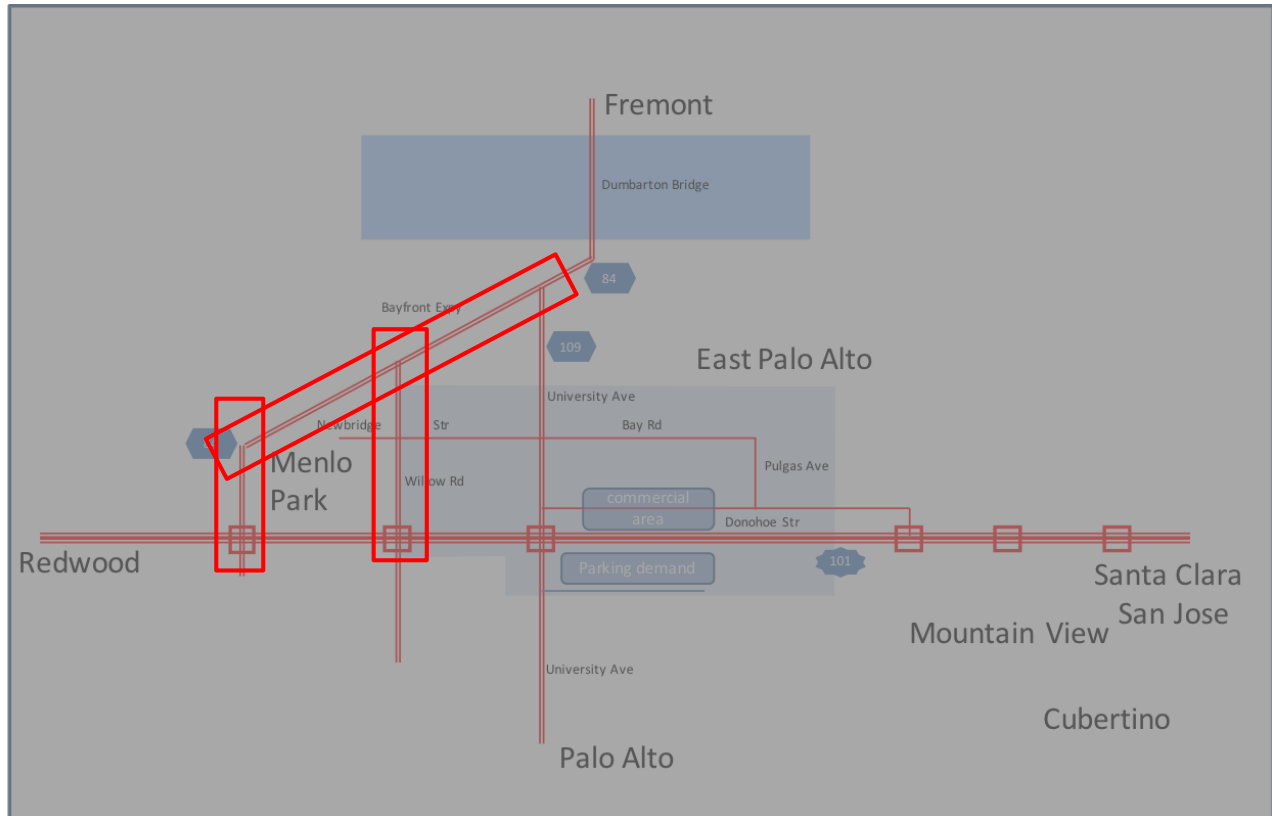 Fremont
Dumbarton Bridge
84
Bayfront Expy
109
East Palo Alto
University Ave
Newbridge Str Bay Rd
Menlo
Park
Pulgas Ave
Willow Rd
commercial
area
Donohoe Str
Redwood
Parking demand
101
Santa Clara
San Jose
Mountain View
University Ave
Cubertino
Palo Alto